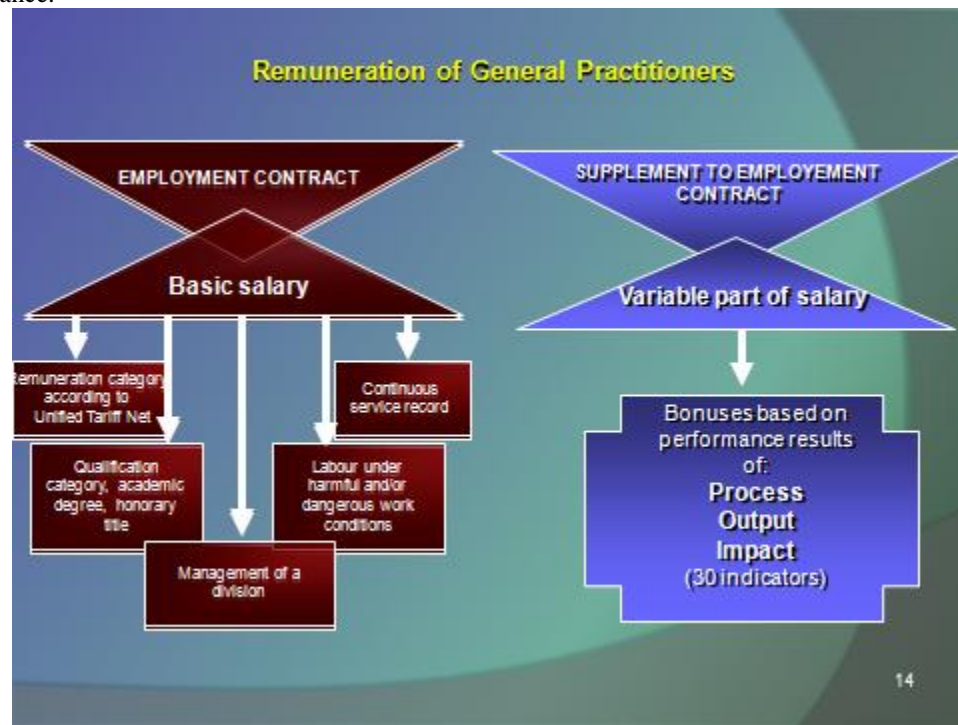 Remuneration of General Practitioners
EMPLOYMENT CONTRACT
Basic salary
Remuneration category
according to
Unified Tariff Net
Qualification
category, academic
degree, honorary
title
Management of a
division
Labour under
harmful and/or
dangerous work
conditions
Continuous
service record
SUPPLEMENT TO EMPLOYEMENT
CONTRACT
Variable part of salary
Bonuses based on
performance results
of:
Process
Output
Impact
(30 indicators)
14